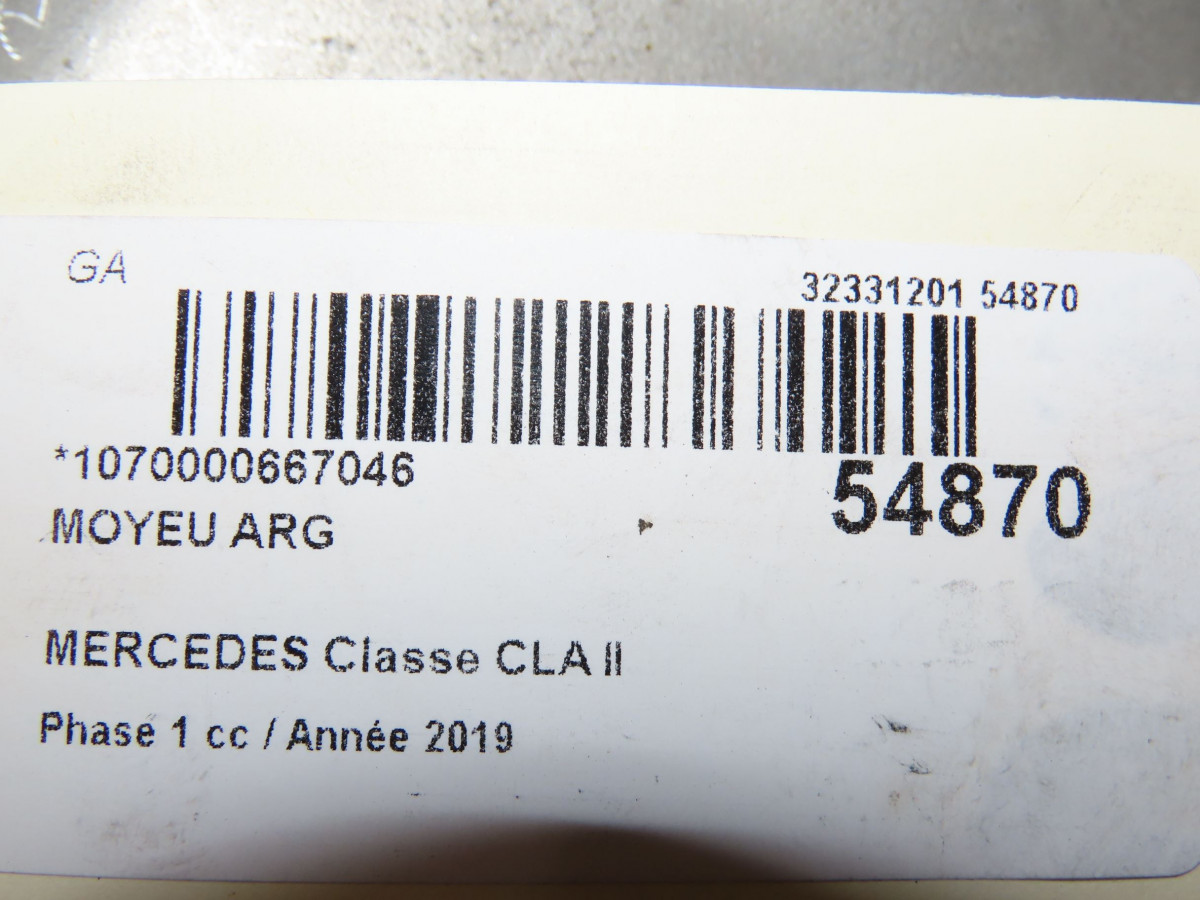 GA
32331201 54870
*1070000667046
54870
MOYEU ARG
MERCEDES Classe CLA II
Phase 1 cc / Année 2019